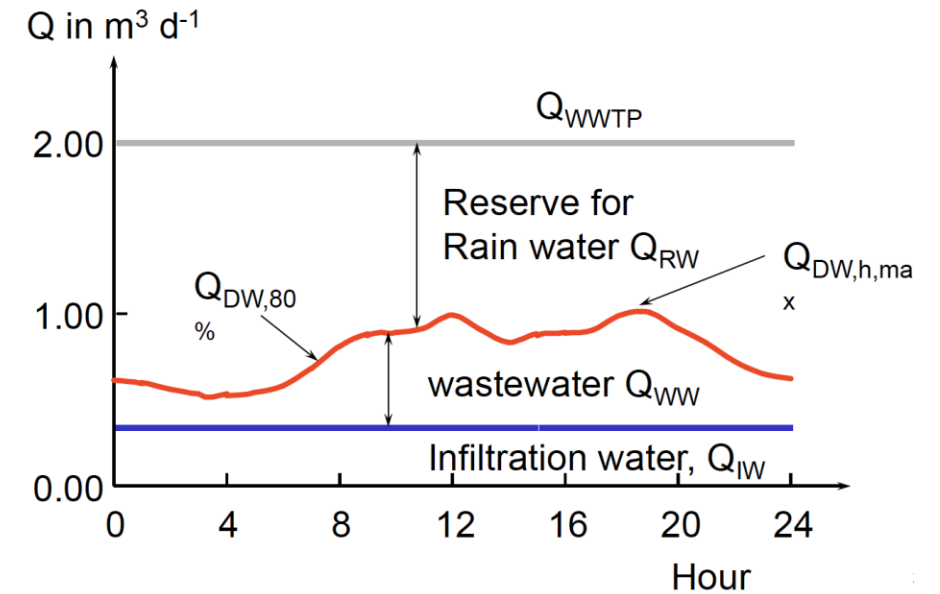 Q in m³ d⁻¹
Q_WWTP
2.00
Reserve for
Rain water Q_RW
Q_DW,h,ma
x
Q_DW,80
%
1.00
wastewater Q_WW
Infiltration water, Q_IW
0.00
0 4 8 12 16 20 24
Hour